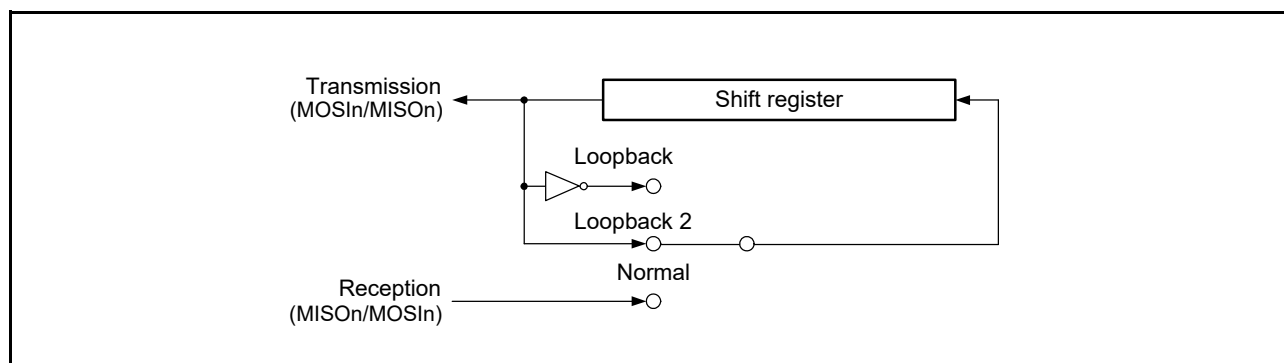 Transmission
(MOSIn/MISOn)
Shift register
Loopback
Loopback 2
Normal
Reception
(MISOn/MOSIn)